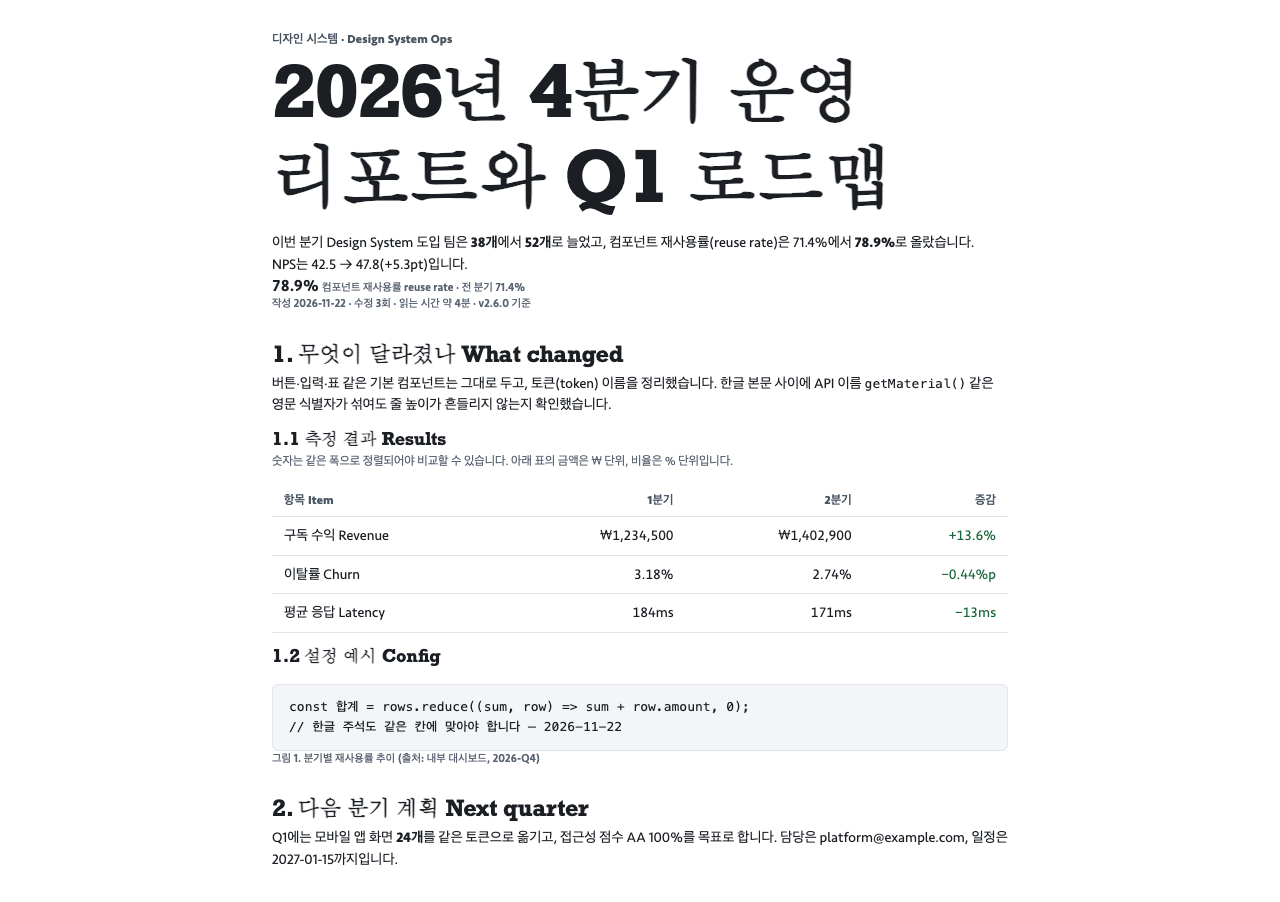 디자인 시스템 · Design System Ops
2026년 4분기 운영
리포트와 Q1 로드맵
이번 분기 Design System 도입 팀은 38개에서 52개로 늘었고, 컴포넌트 재사용률(reuse rate)은 71.4%에서 78.9%로 올랐습니다.
NPS는 42.5 → 47.8(+5.3pt)입니다.
78.9% 컴포넌트 재사용률 reuse rate · 전 분기 71.4%
작성 2026-11-22 · 수정 3회 · 읽는 시간 약 4분 · v2.6.0 기준
1. 무엇이 달라졌나 What changed
버튼·입력·표 같은 기본 컴포넌트는 그대로 두고, 토큰(token) 이름을 정리했습니다. 한글 본문 사이에 API 이름 getMaterial() 같은
영문 식별자가 섞여도 줄 높이가 흔들리지 않는지 확인했습니다.
1.1 측정 결과 Results
숫자는 같은 폭으로 정렬되어야 비교할 수 있습니다. 아래 표의 금액은 ₩ 단위, 비율은 % 단위입니다.
항목 Item 1분기 2분기 증감
구독 수익 Revenue ₩1,234,500 ₩1,402,900 +13.6%
이탈률 Churn 3.18% 2.74% −0.44%p
평균 응답 Latency 184ms 171ms −13ms
1.2 설정 예시 Config
const 합계 = rows.reduce((sum, row) => sum + row.amount, 0);
// 한글 주석도 같은 칸에 맞아야 합니다 — 2026-11-22
그림 1. 분기별 재사용률 추이 (출처: 내부 대시보드, 2026-Q4)
2. 다음 분기 계획 Next quarter
Q1에는 모바일 앱 화면 24개를 같은 토큰으로 옮기고, 접근성 점수 AA 100%를 목표로 합니다. 담당은 platform@example.com, 일정은
2027-01-15까지입니다.